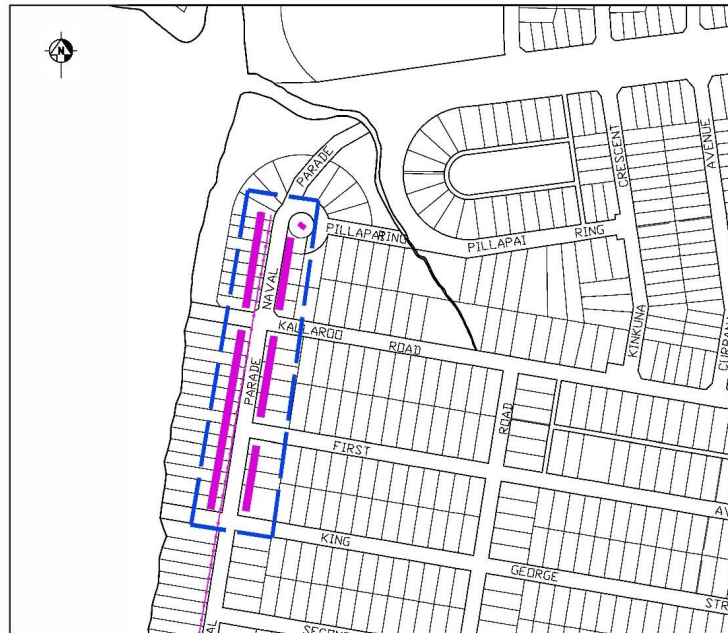 N
PARADE
CRESCENT
AVENUE
PILLAPAI
RING
PILLAPAI
RING
NAVAL
KALLAROO
ROAD
KINKUNA
PARADE
ROAD
FIRST
KING
GEORGE